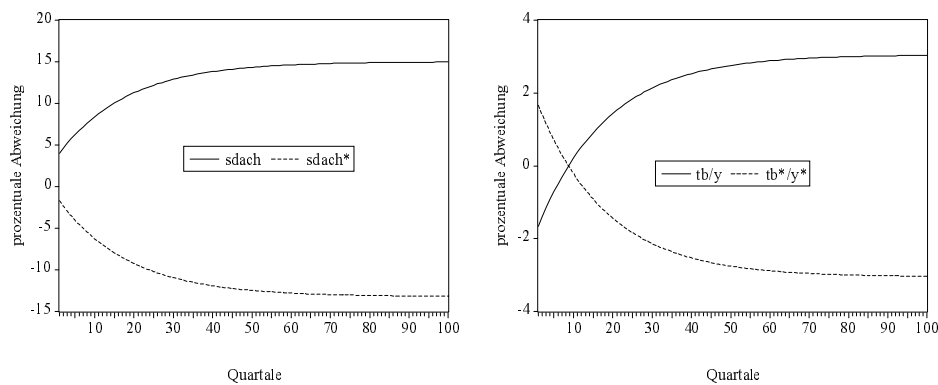 prozentuale Abweichung
20
15
10
5
0
-5
-10
-15
sdach
sdach*
10 20 30 40 50 60 70 80 90 100
Quartale
prozentuale Abweichung
4
2
0
-2
-4
tb/y
tb*/y*
10 20 30 40 50 60 70 80 90 100
Quartale